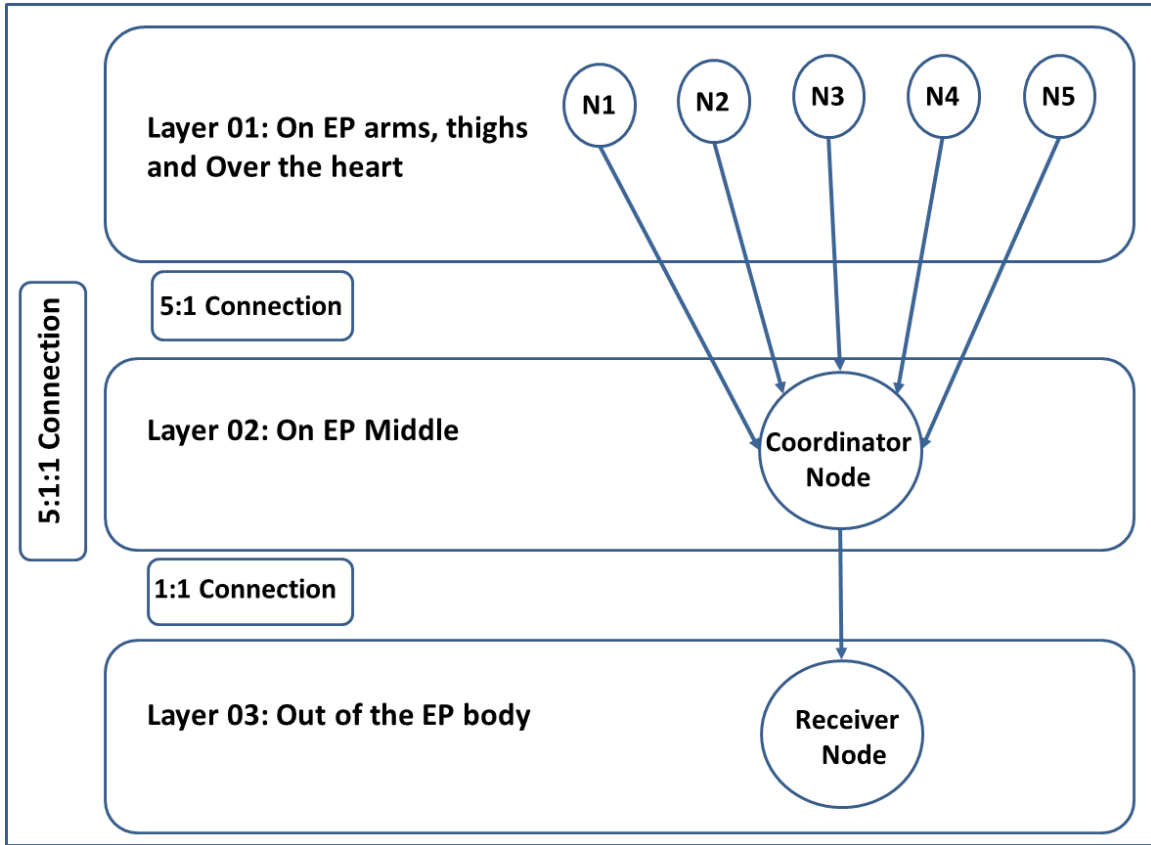 N1
N2
N3
N4
N5
Layer 01: On EP arms, thighs
and Over the heart
5:1 Connection
5:1:1 Connection
Layer 02: On EP Middle
Coordinator
Node
1:1 Connection
Layer 03: Out of the EP body
Receiver
Node